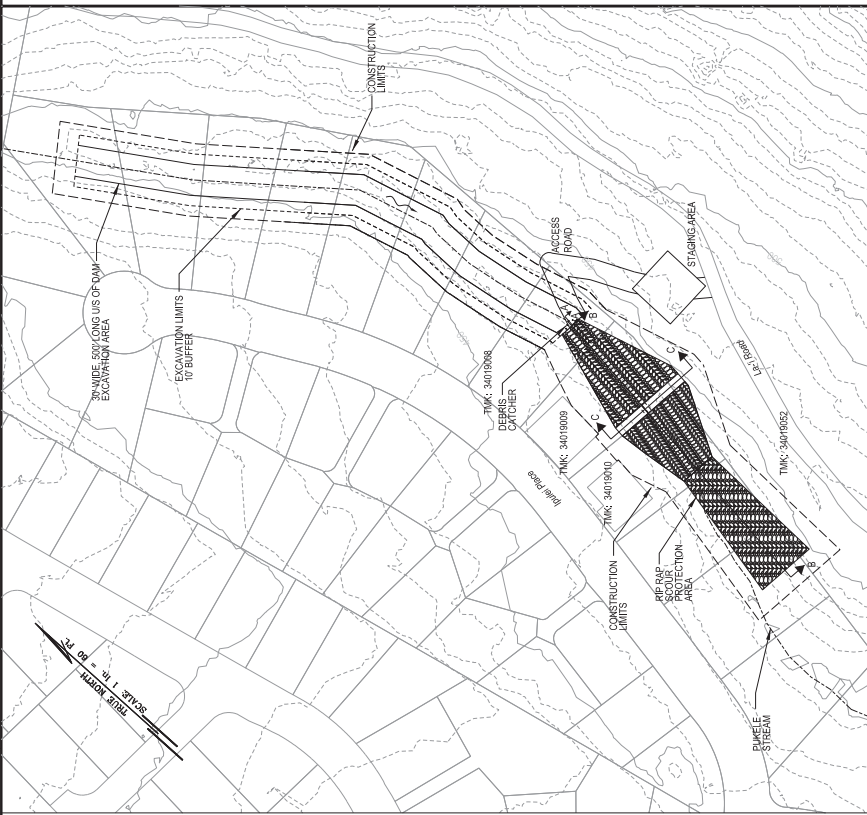 CONSTRUCTION
LIMITS
30' WIDE, 500' LONG U/S OF DAM
EXCAVATION AREA
EXCAVATION LIMITS
10' BUFFER
ACCESS
ROAD
STAGING AREA
A
A
B
TMK: 34019008
DEBRIS
CATCHER
C
C
TMK: 34019009
TMK: 34019010
Ipulei Place
La'i Road
TMK: 34019052
CONSTRUCTION
LIMITS
RIP RAP
SCOUR
PROTECTION
AREA
B
PUKELE
STREAM
TRUE NORTH
SCALE: 1 in. = 60 ft.